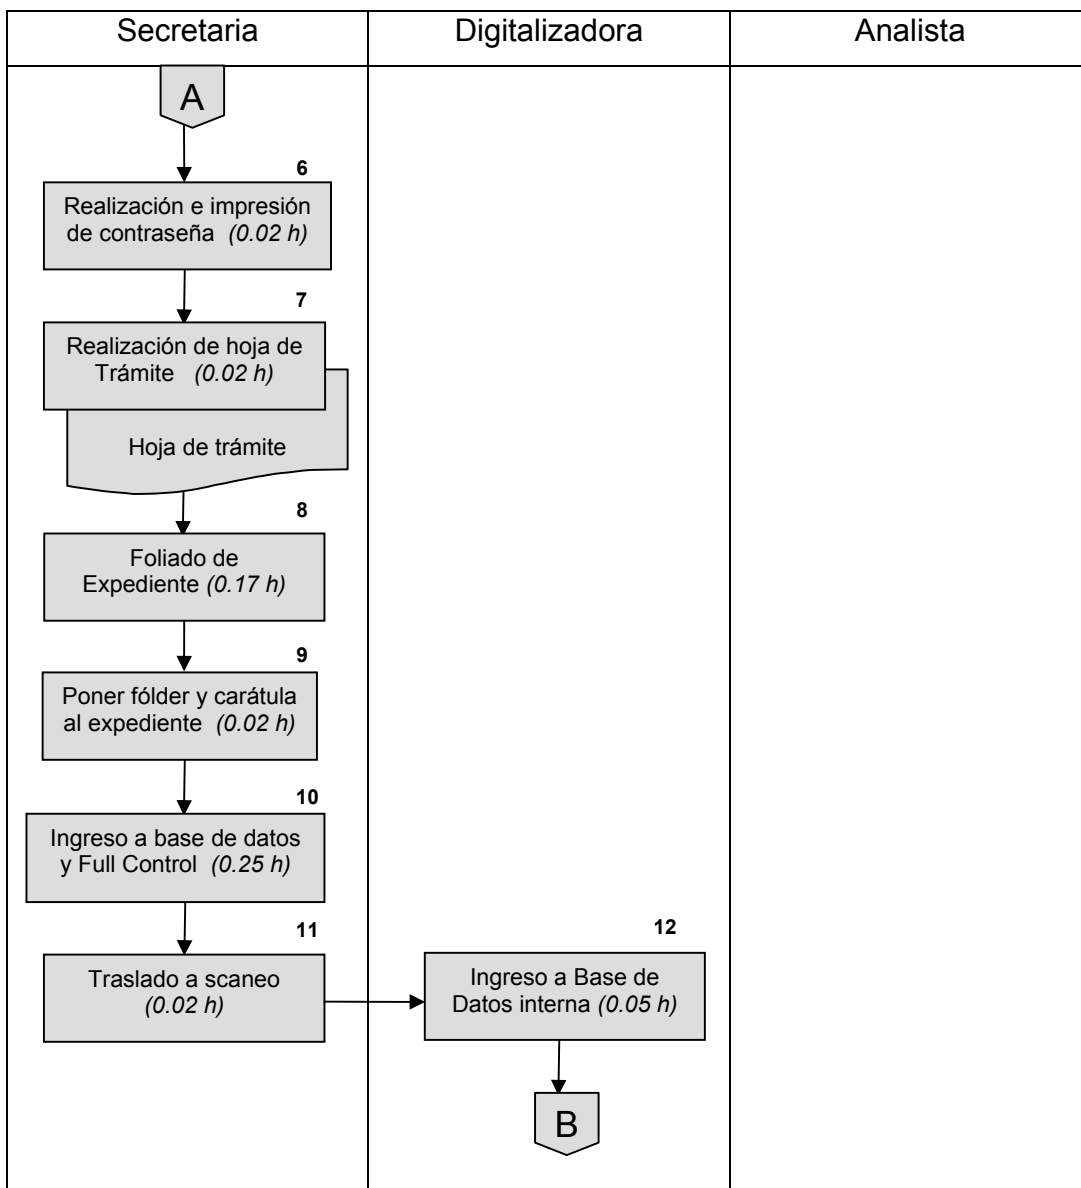 Secretaria
Digitalizadora
Analista
A
6
Realización e impresión
de contraseña (0.02 h)
7
Realización de hoja de
Trámite (0.02 h)
Hoja de trámite
8
Foliado de
Expediente (0.17 h)
9
Poner fólder y carátula
al expediente (0.02 h)
10
Ingreso a base de datos
y Full Control (0.25 h)
11
Traslado a scaneo
(0.02 h)
12
Ingreso a Base de
Datos interna (0.05 h)
B